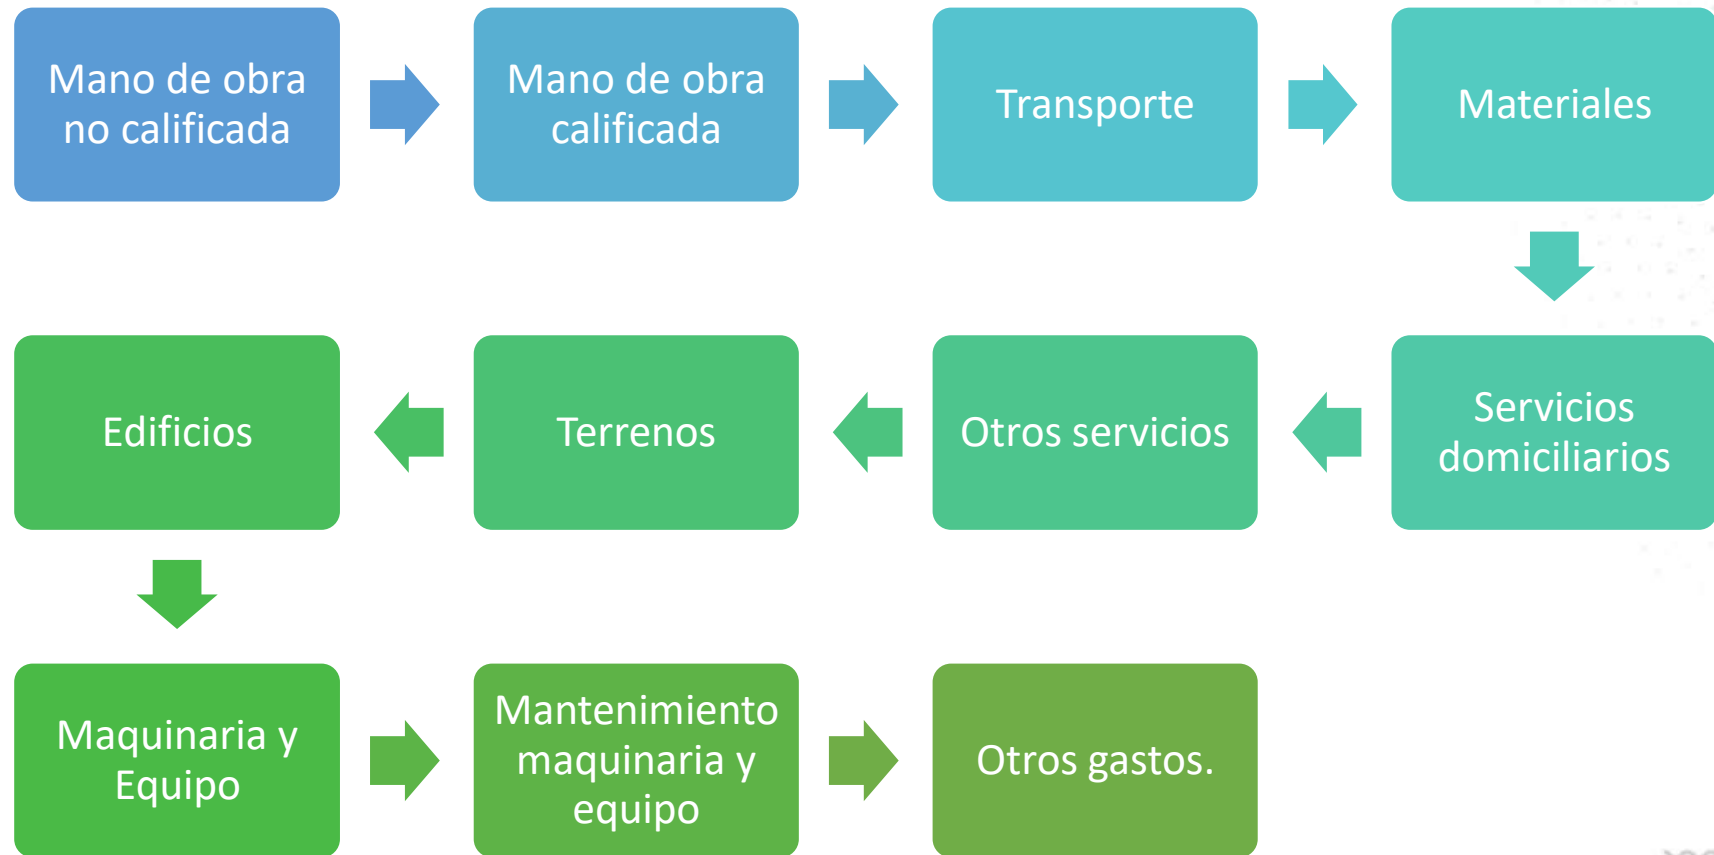 Mano de obra
no calificada
Mano de obra
calificada
Transporte
Materiales
Servicios
domiciliarios
Otros servicios
Terrenos
Edificios
Maquinaria y
Equipo
Mantenimiento
maquinaria y
equipo
Otros gastos.